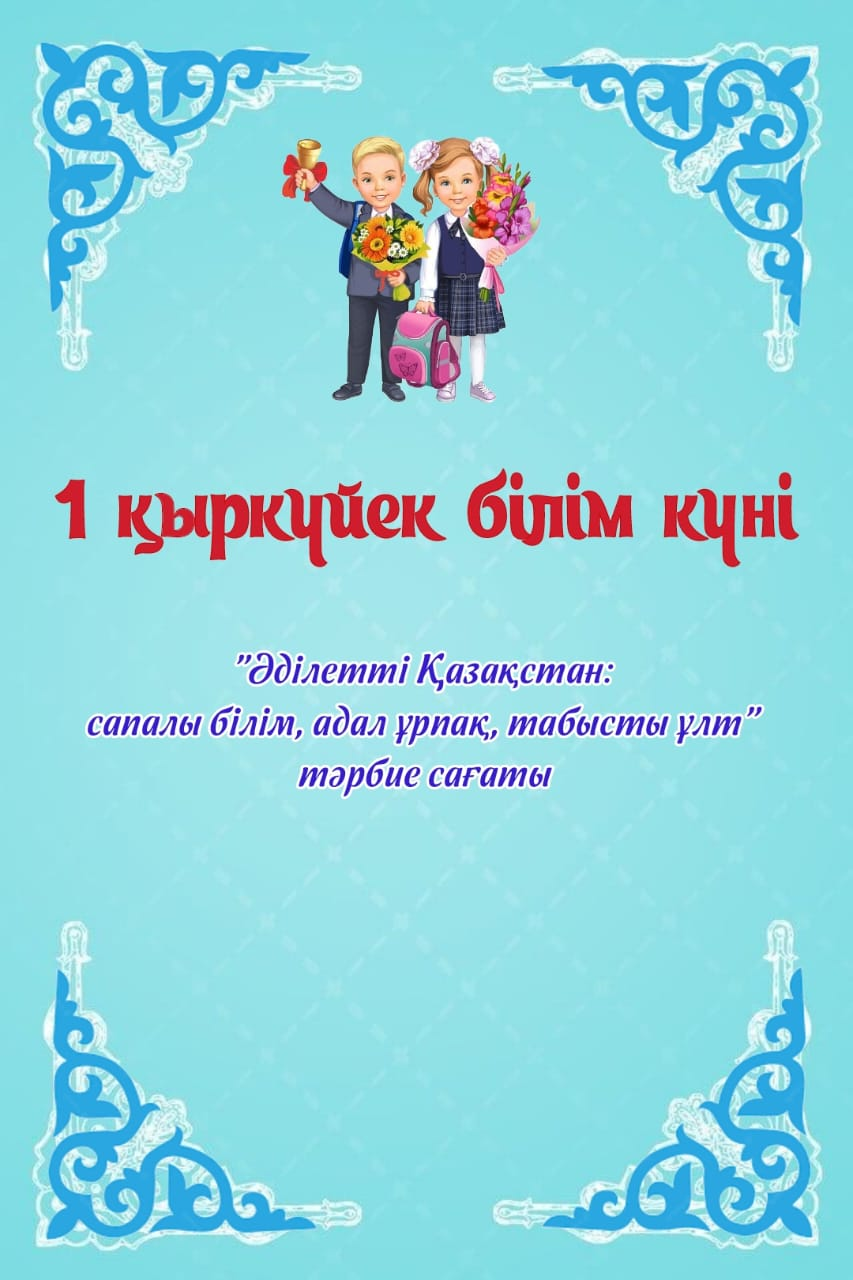 1 қыркүйек білім күні
"Әділетті Қазақстан:
сапалы білім, адал ұрпақ, табысты ұлт"
тәрбие сағаты